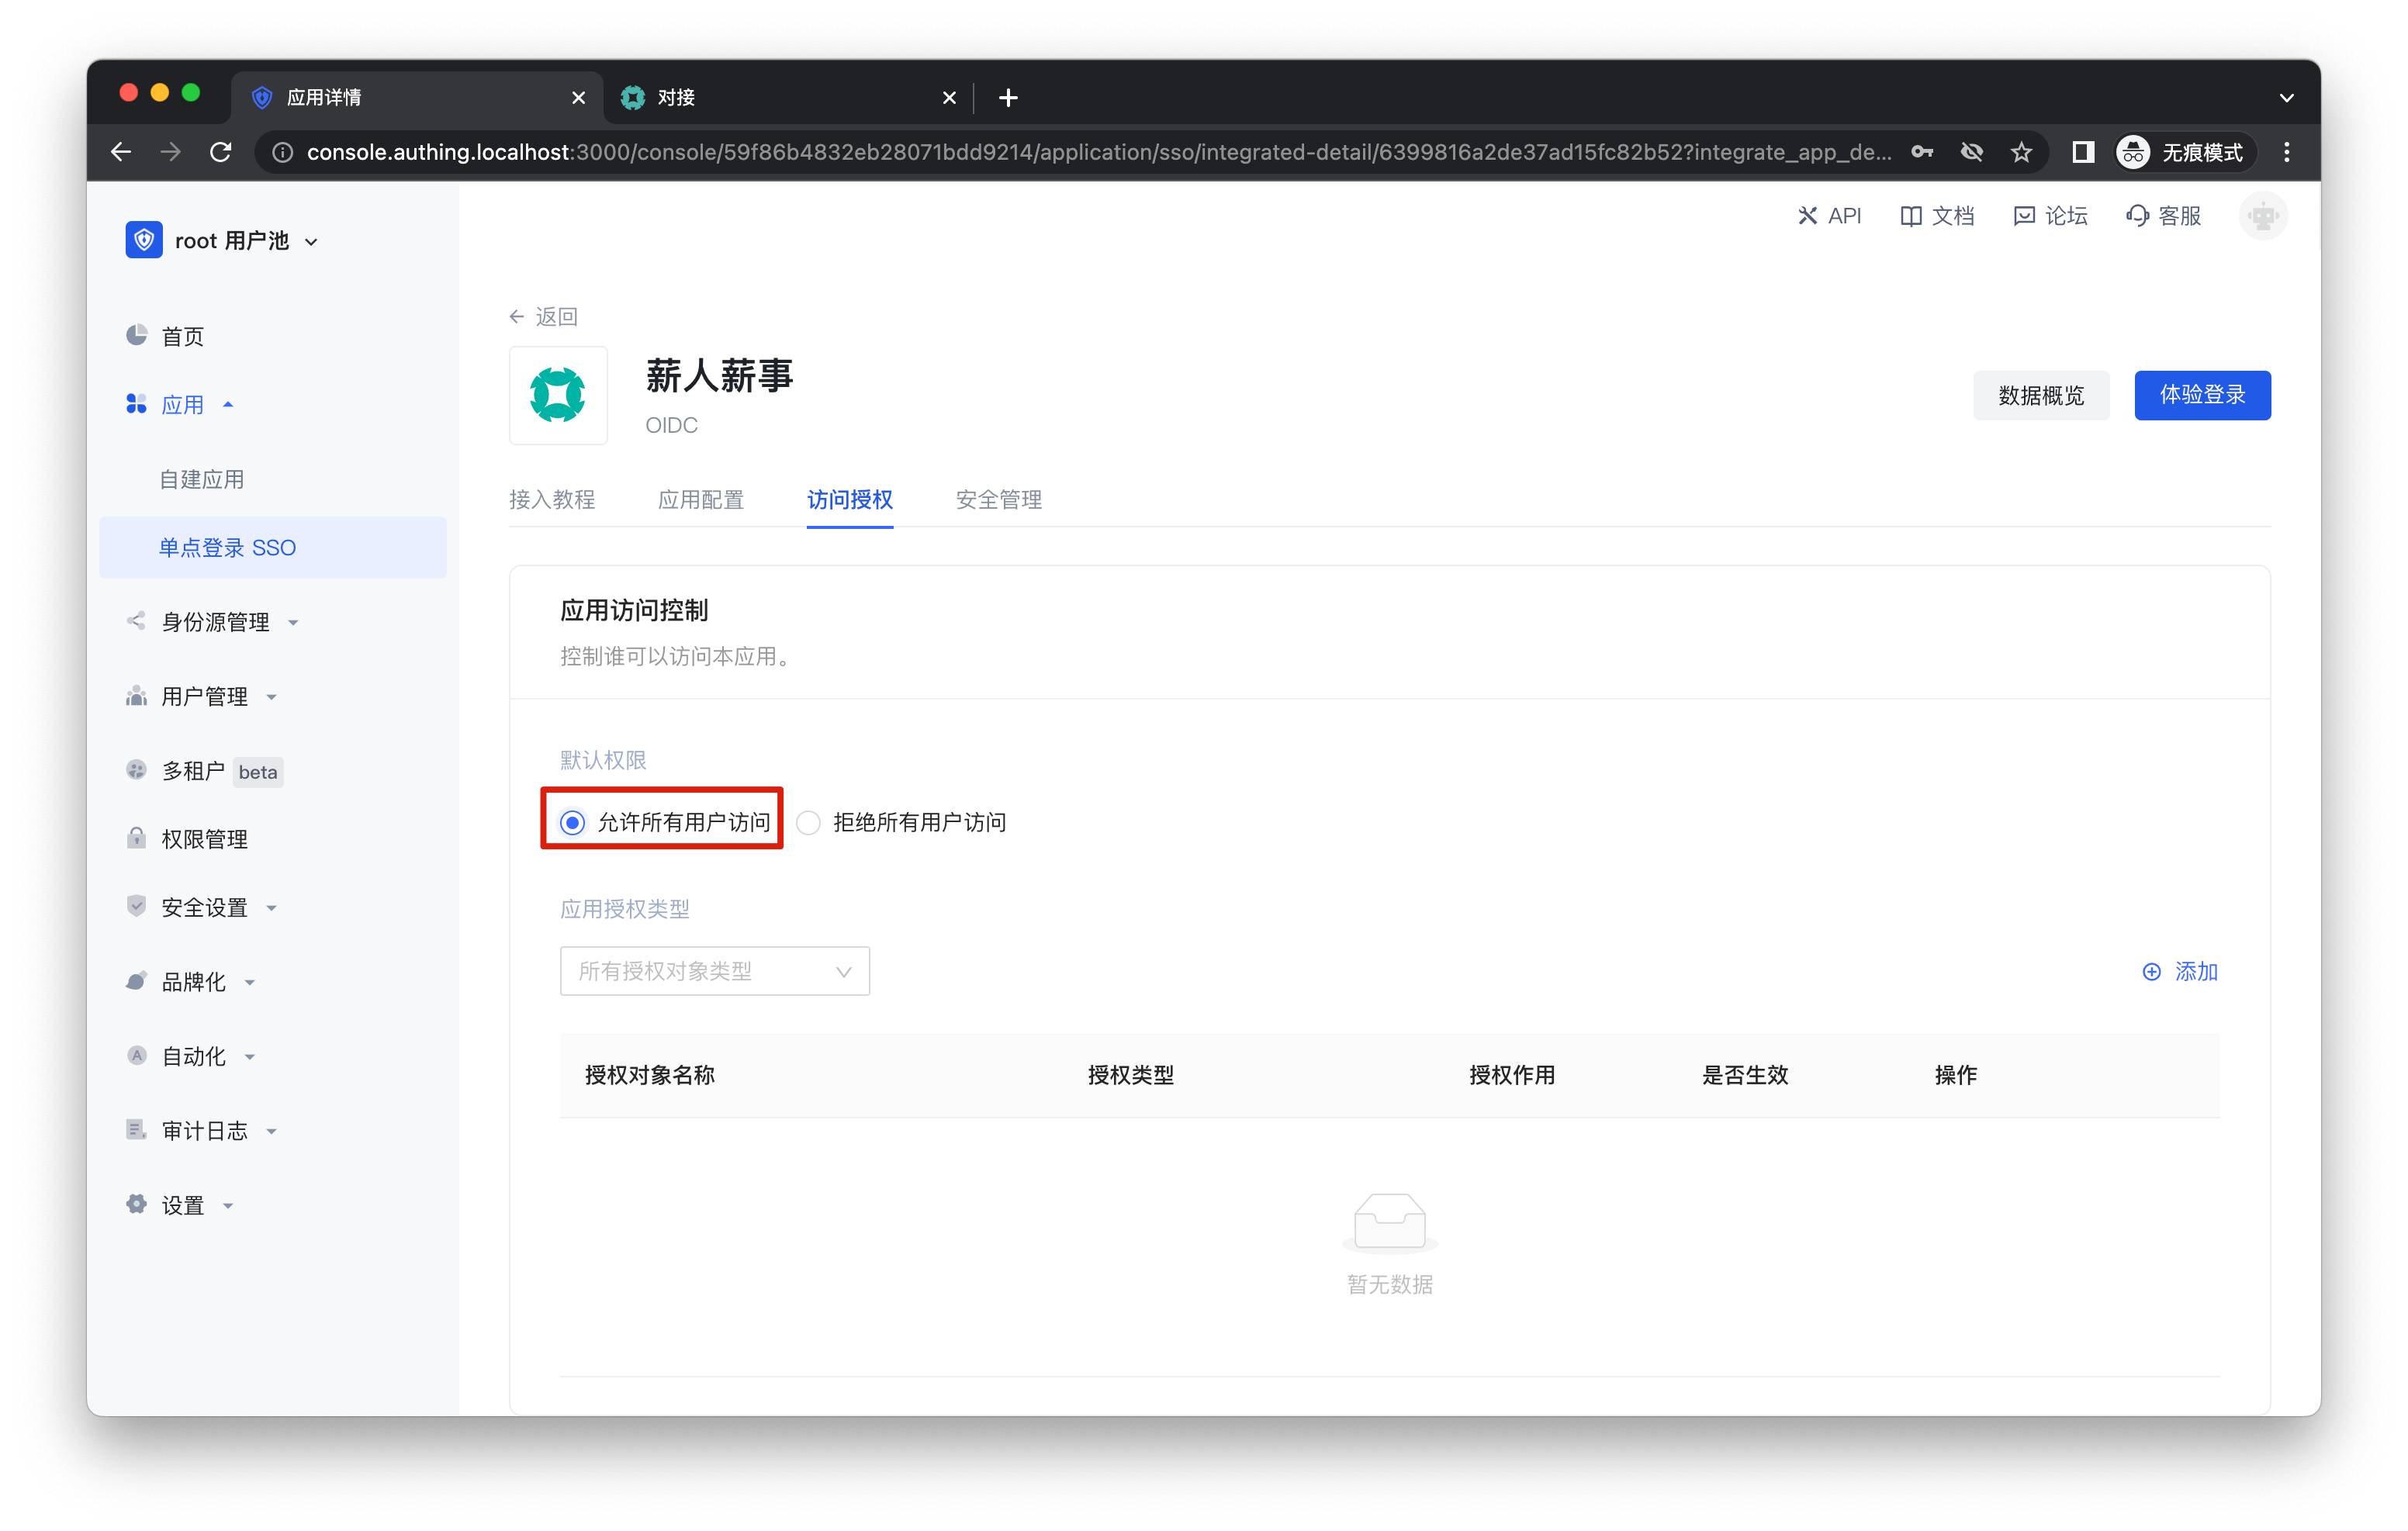 应用详情
对接
console.authing.localhost:3000/console/59f86b4832eb28071bdd9214/application/sso/integrated-detail/6399816a2de37ad15fc82b52?integrate_app_de...
无痕模式
root 用户池
API
文档
论坛
客服
首页
应用
自建应用
单点登录 SSO
身份源管理
用户管理
多租户 beta
权限管理
安全设置
品牌化
自动化
审计日志
设置
返回
薪人薪事
OIDC
数据概览
体验登录
接入教程 应用配置 访问授权 安全管理
应用访问控制
控制谁可以访问本应用。
默认权限
允许所有用户访问 拒绝所有用户访问
应用授权类型
所有授权对象类型
添加
授权对象名称 授权类型 授权作用 是否生效 操作
暂无数据